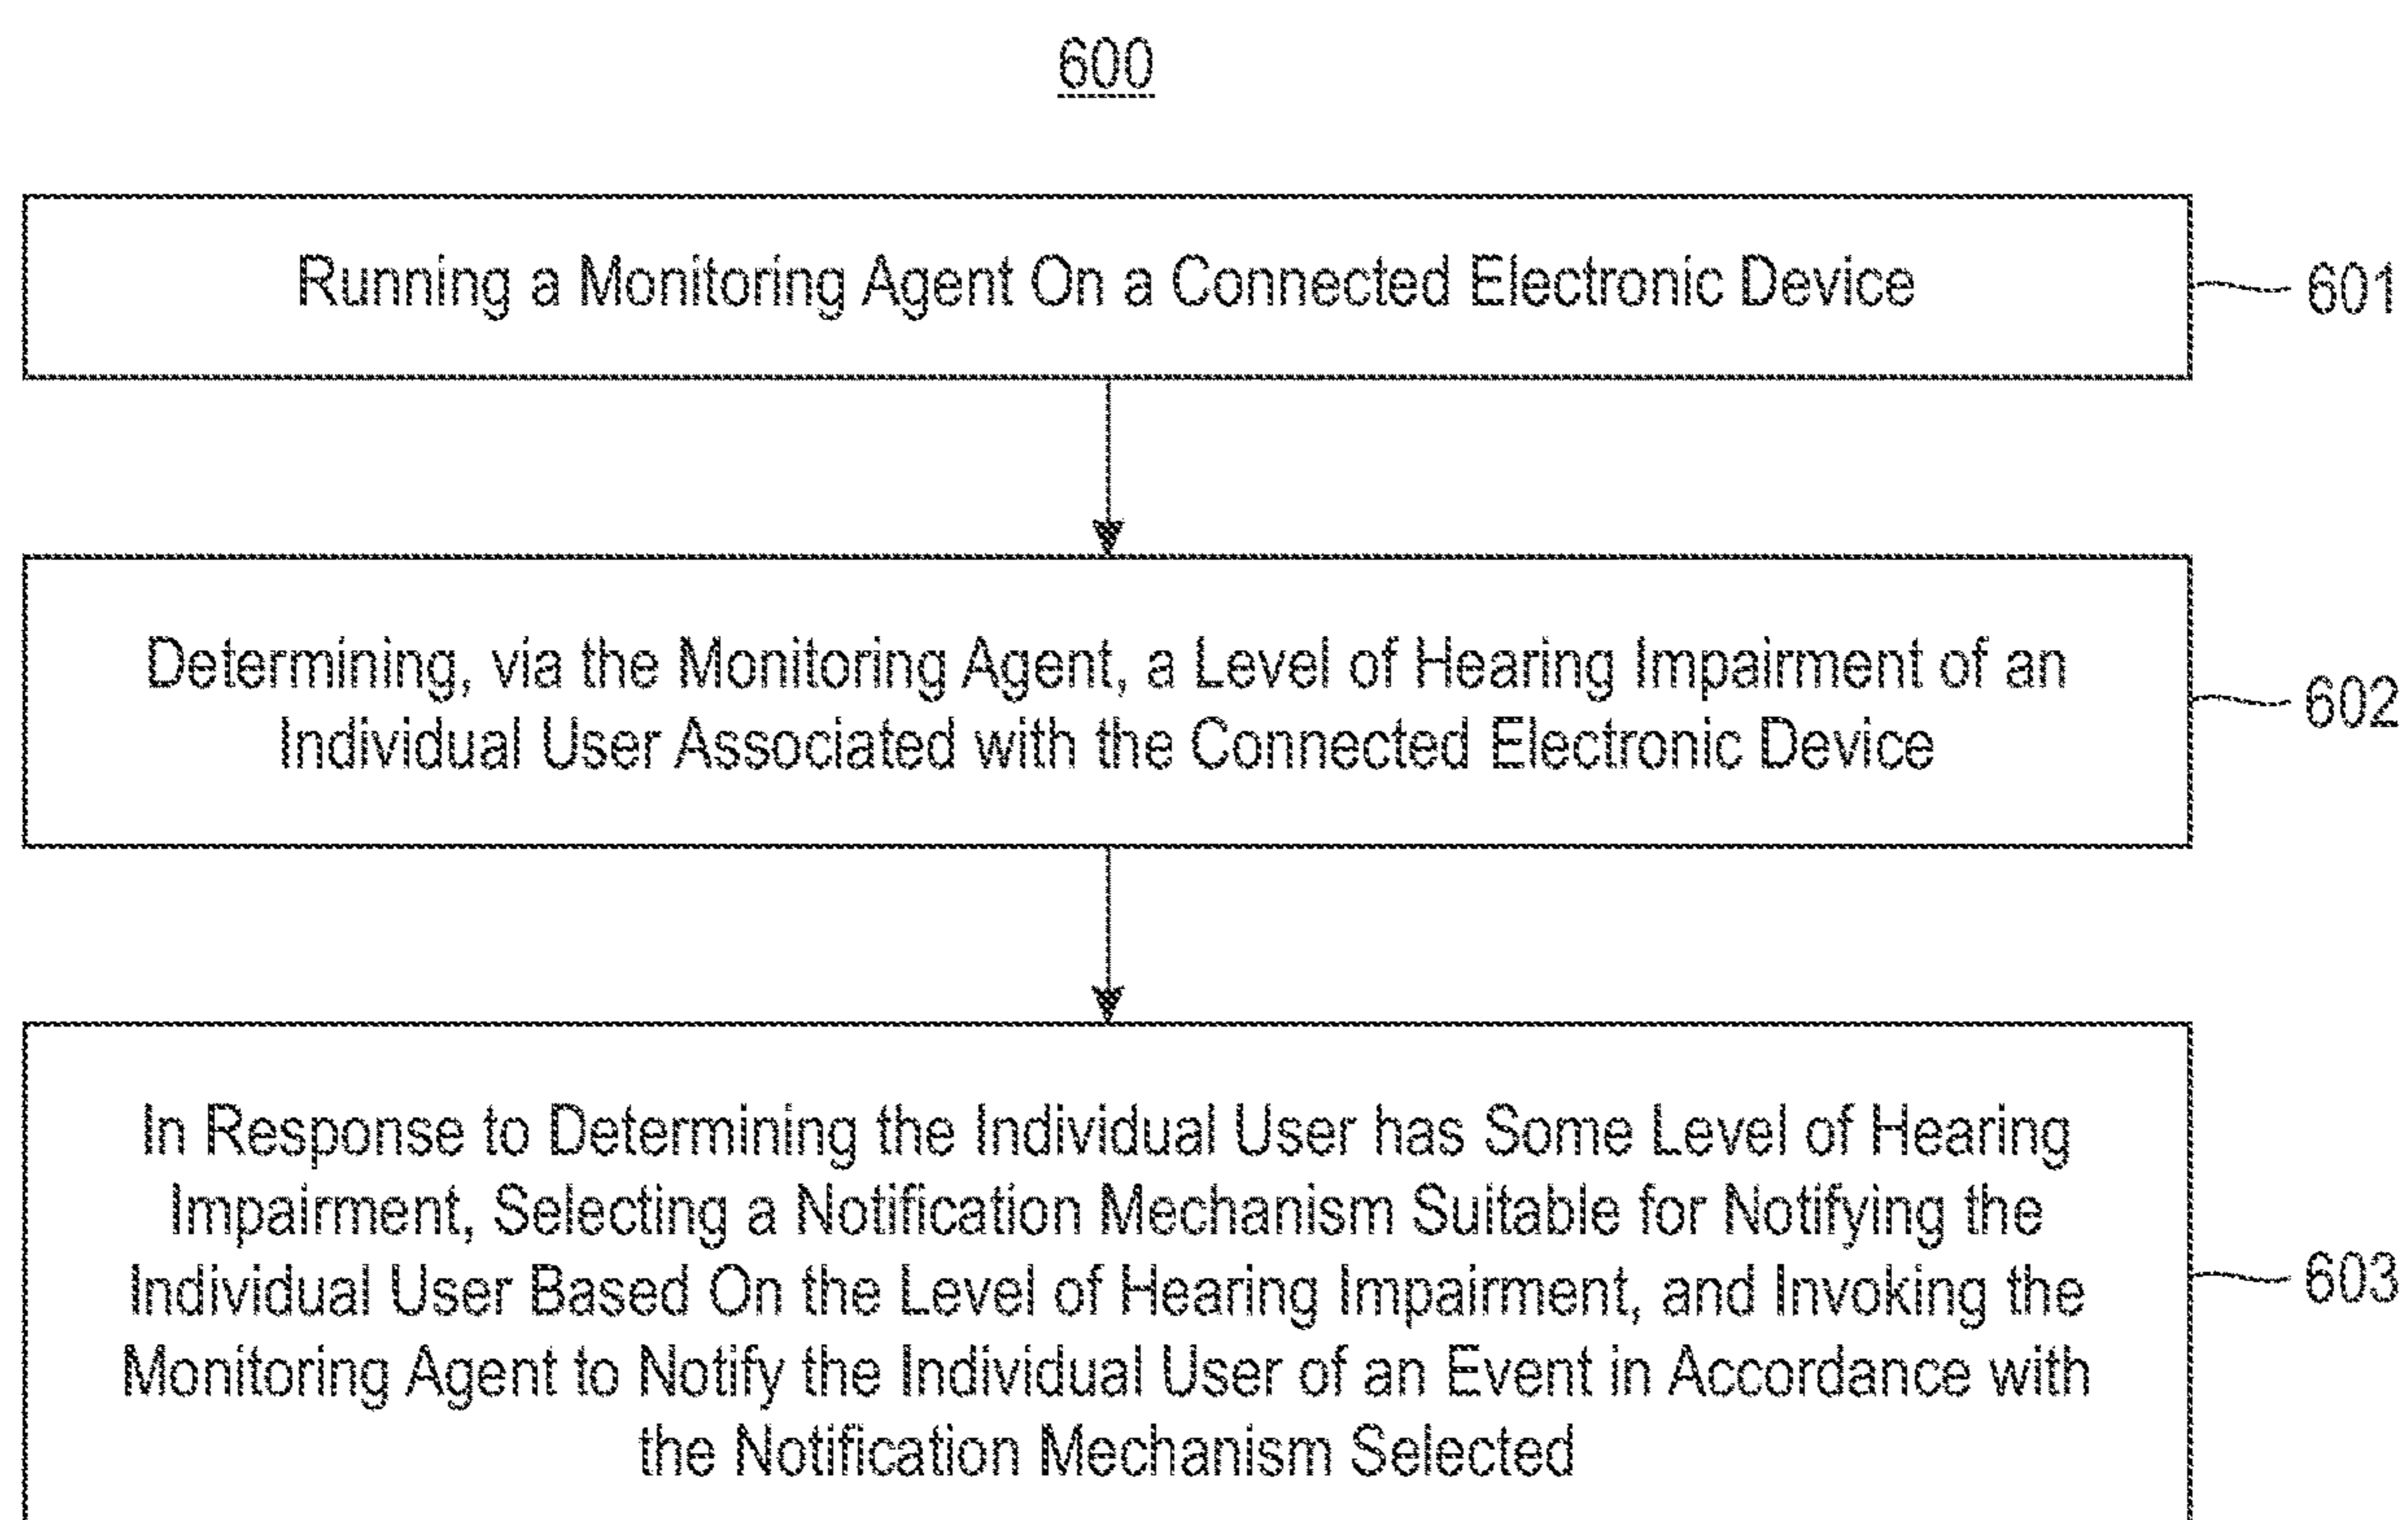 600
Running a Monitoring Agent On a Connected Electronic Device
601
Determining, via the Monitoring Agent, a Level of Hearing Impairment of an
Individual User Associated with the Connected Electronic Device
602
In Response to Determining the Individual User has Some Level of Hearing
Impairment, Selecting a Notification Mechanism Suitable for Notifying the
Individual User Based On the Level of Hearing Impairment, and Invoking the
Monitoring Agent to Notify the Individual User of an Event in Accordance with
the Notification Mechanism Selected
603